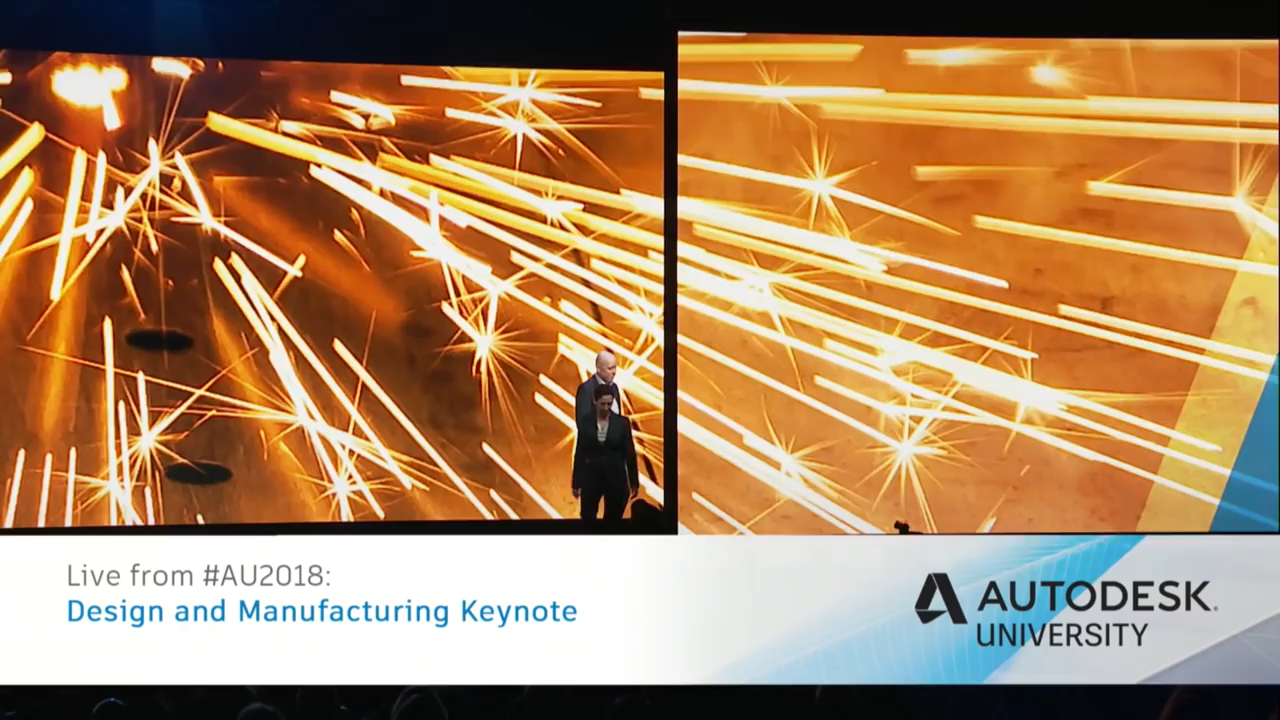 Live from #AU2018:
Design and Manufacturing Keynote
AUTODESK
UNIVERSITY